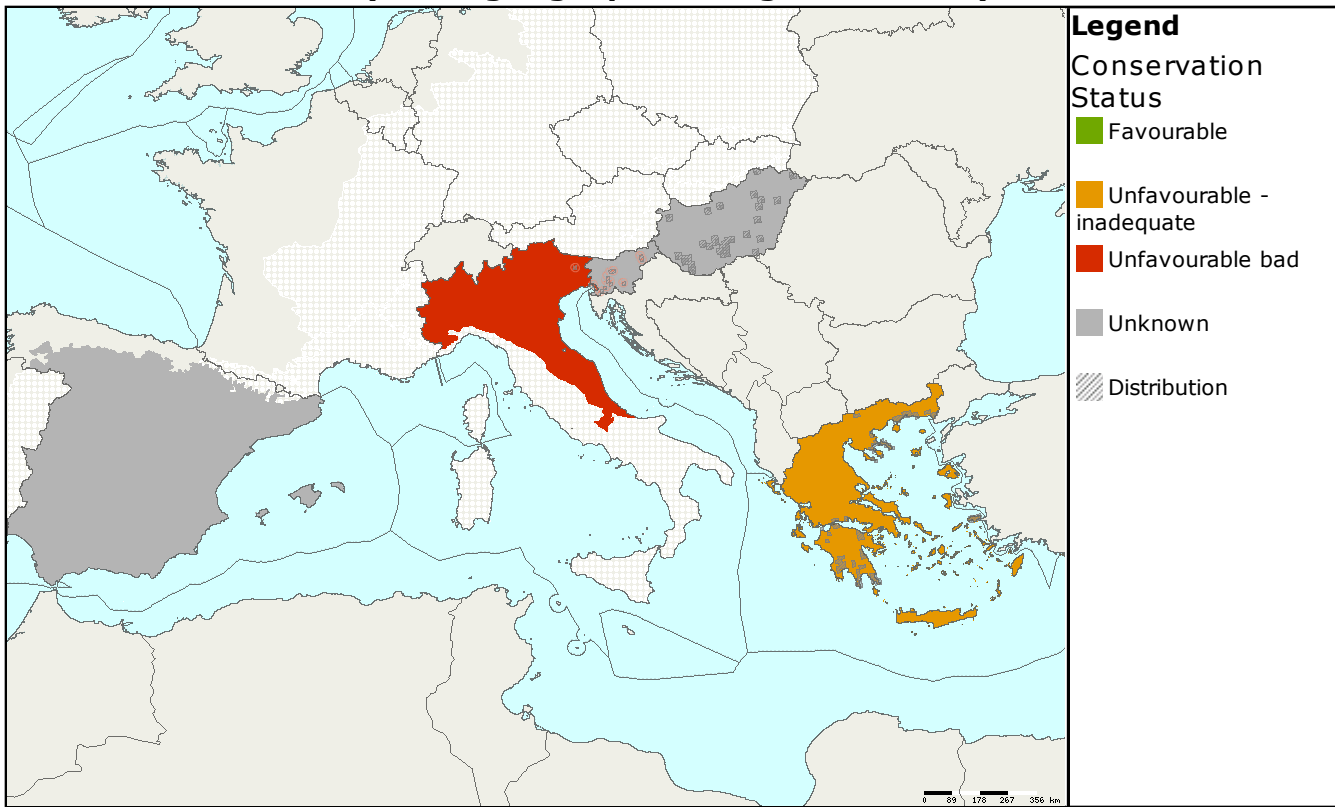 Legend
Conservation
Status
Favourable
Unfavourable -
inadequate
Unfavourable bad
Unknown
Distribution
0 89 178 267 356 km